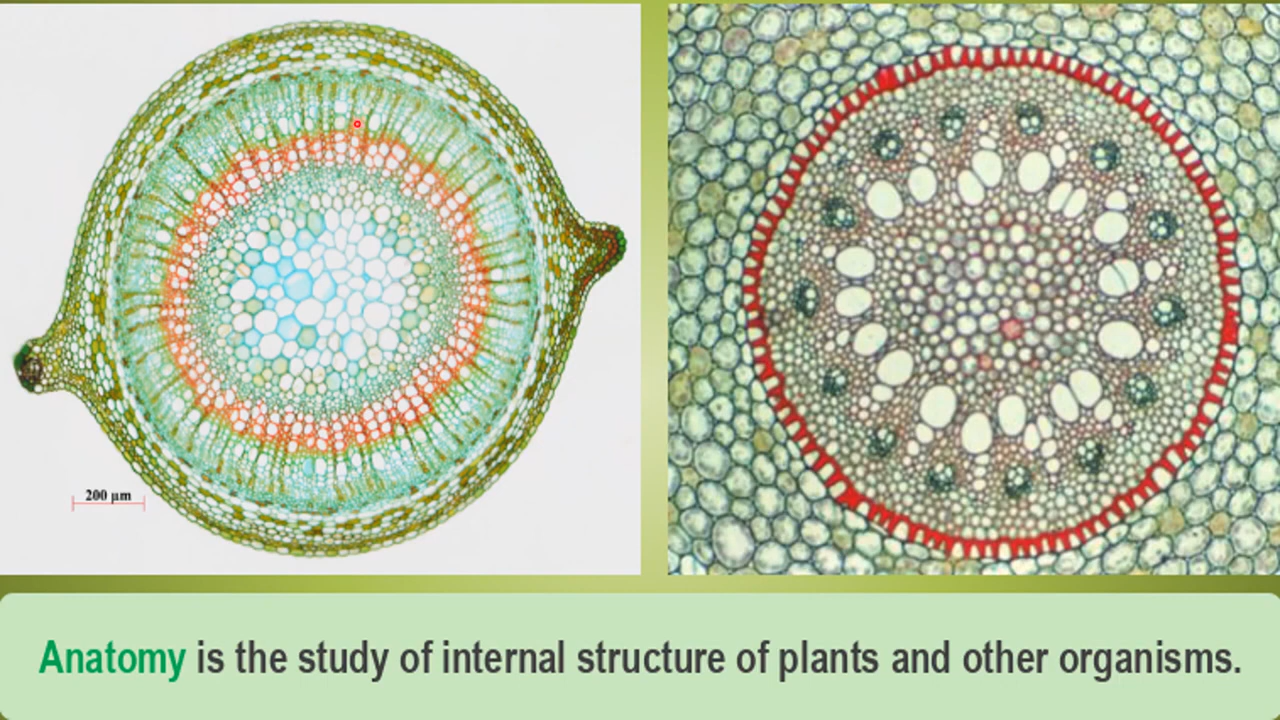 200 µm
Anatomy is the study of internal structure of plants and other organisms.